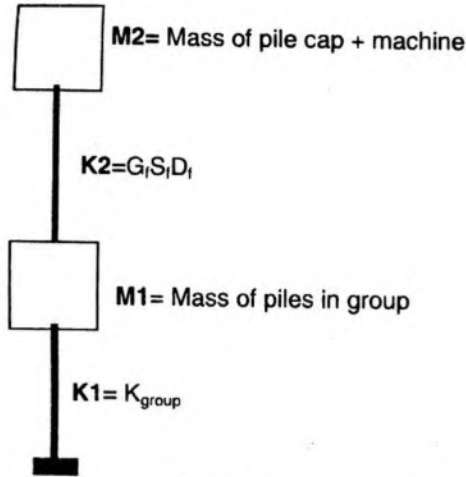 M2= Mass of pile cap + machine
K2=GfSfDf
M1= Mass of piles in group
K1= Kgroup